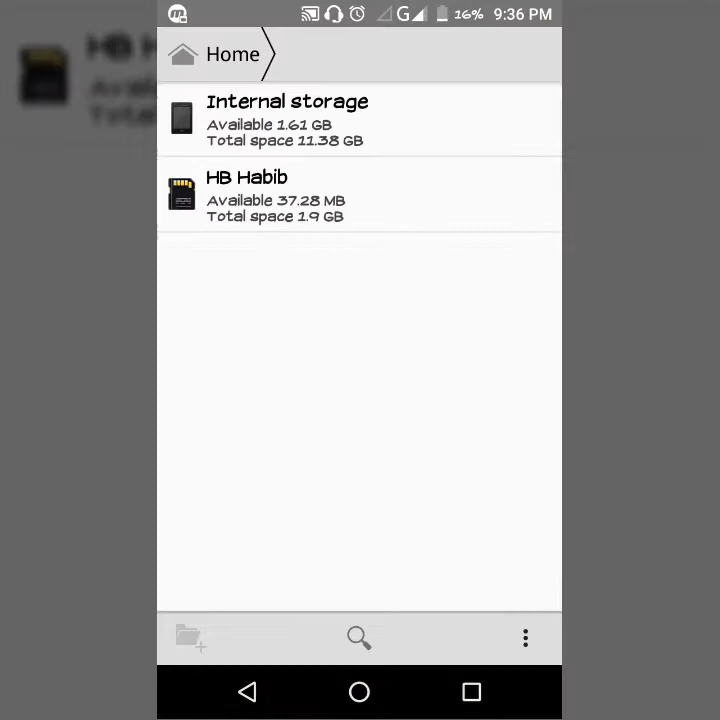 16% 9:36 PM
Home
Internal storage
Available 1.61 GB
Total space 11.38 GB
HB Habib
Available 37.28 MB
Total space 1.9 GB